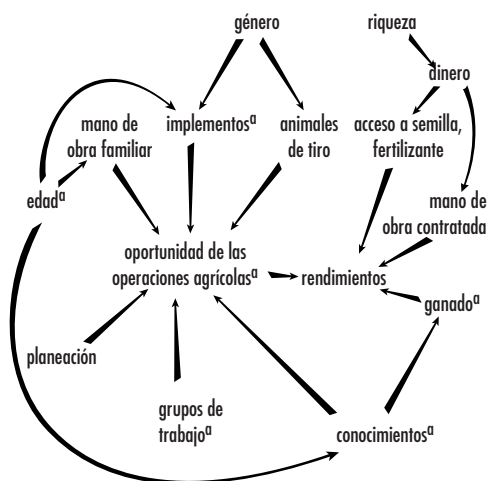 género
riqueza
dinero
mano de
obra familiar
implementosᵃ
animales
de tiro
acceso a semilla,
fertilizante
edadᵃ
mano de
obra contratada
oportunidad de las
operaciones agrícolasᵃ
rendimientos
ganadoᵃ
planeación
grupos de
trabajoᵃ
conocimientosᵃ